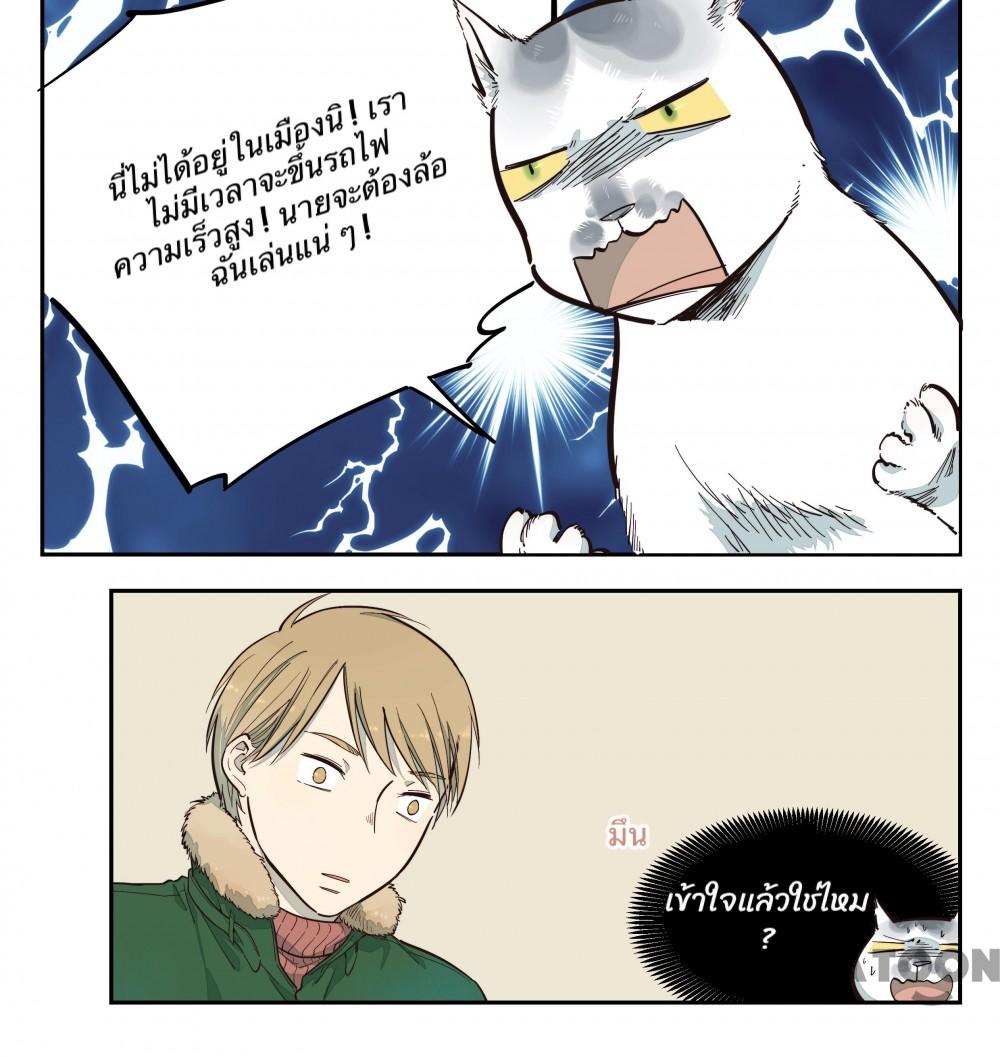 นี่ไม่ได้อยู่ในเมืองนิ! เรา
ไม่มีเวลาจะขึ้นรถไฟ
ความเร็วสูง! นายจะต้องล้อ
ฉันเล่นแน่ ๆ!
มึน
เข้าใจแล้วใช่ไหม
?
ATOON